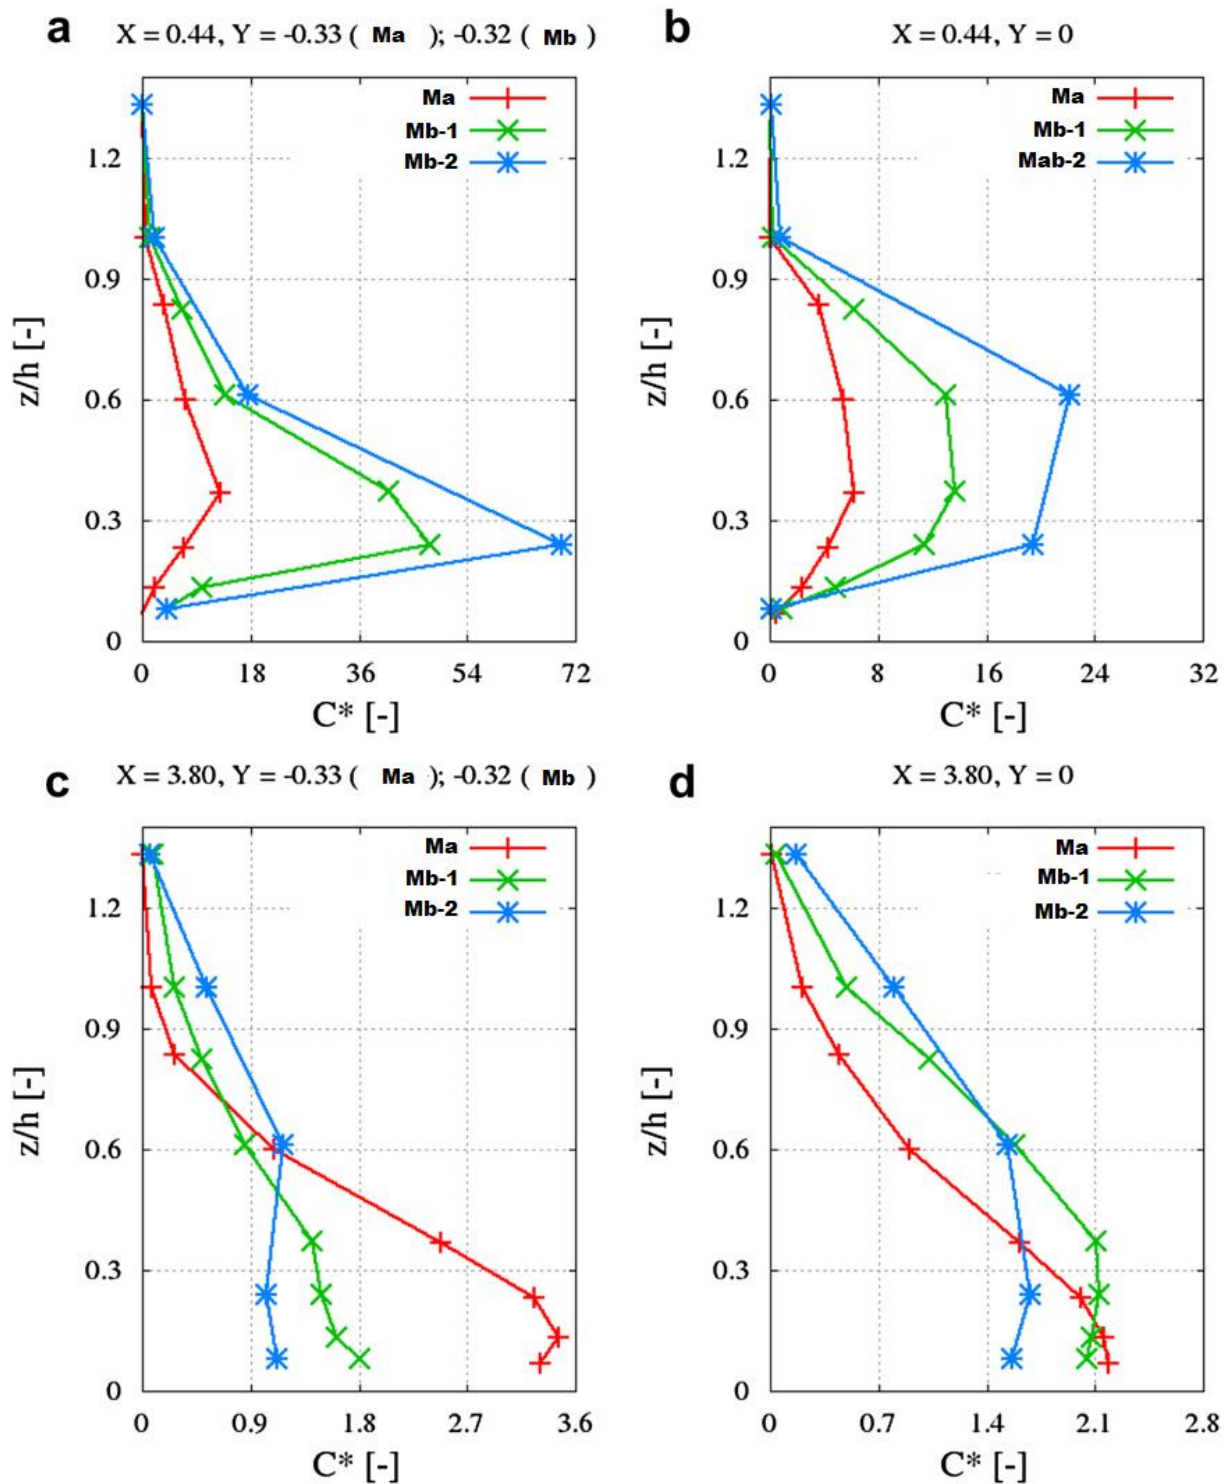 a X = 0.44, Y = -0.33 ( Ma ); -0.32 ( Mb )
Ma
Mb-1
Mb-2
1.2
0.9
0.6
0.3
0
z/h [-]
0 18 36 54 72
C* [-]
b X = 0.44, Y = 0
Ma
Mb-1
Mab-2
1.2
0.9
0.6
0.3
0
z/h [-]
0 8 16 24 32
C* [-]
c X = 3.80, Y = -0.33 ( Ma ); -0.32 ( Mb )
Ma
Mb-1
Mb-2
1.2
0.9
0.6
0.3
0
z/h [-]
0 0.9 1.8 2.7 3.6
C* [-]
d X = 3.80, Y = 0
Ma
Mb-1
Mb-2
1.2
0.9
0.6
0.3
0
z/h [-]
0 0.7 1.4 2.1 2.8
C* [-]